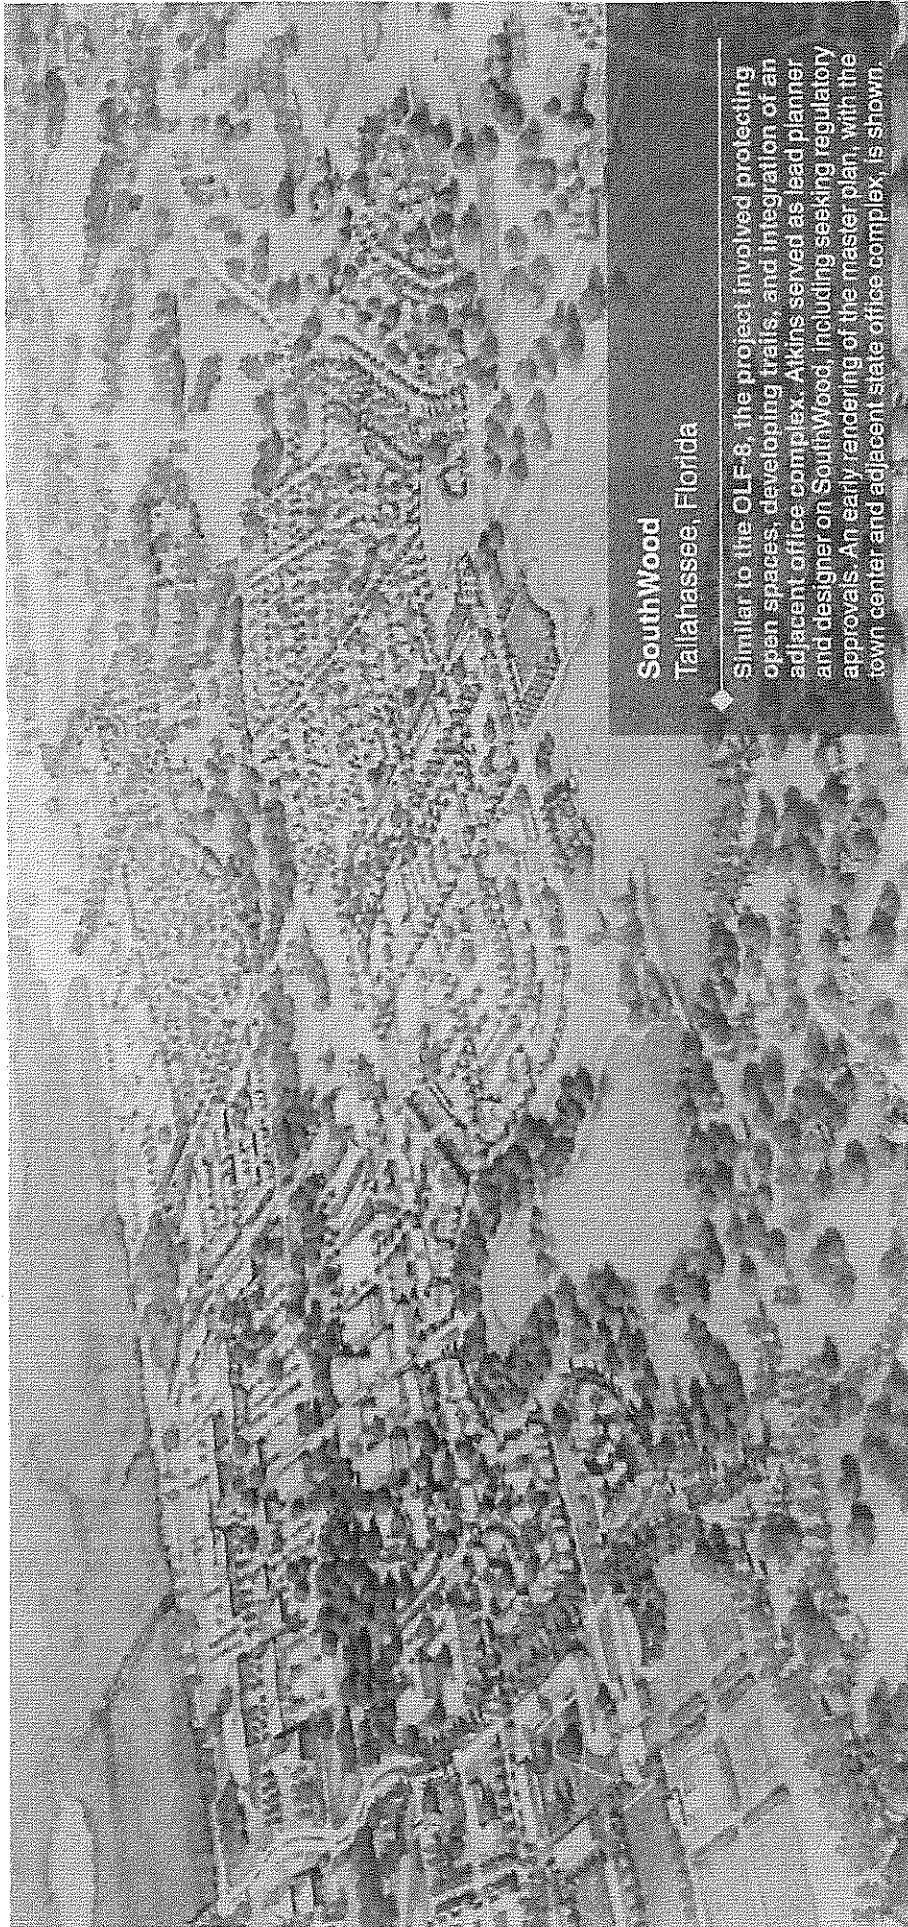 SouthWood
Tallahassee, Florida
Similar to the OLF-8, the project involved protecting
open spaces, developing trails, and integration of an
adjacent office complex. Atkins served as lead planner
and designer on SouthWood, including seeking regulatory
approvals. An early rendering of the master plan, with the
town center and adjacent state office complex, is shown.